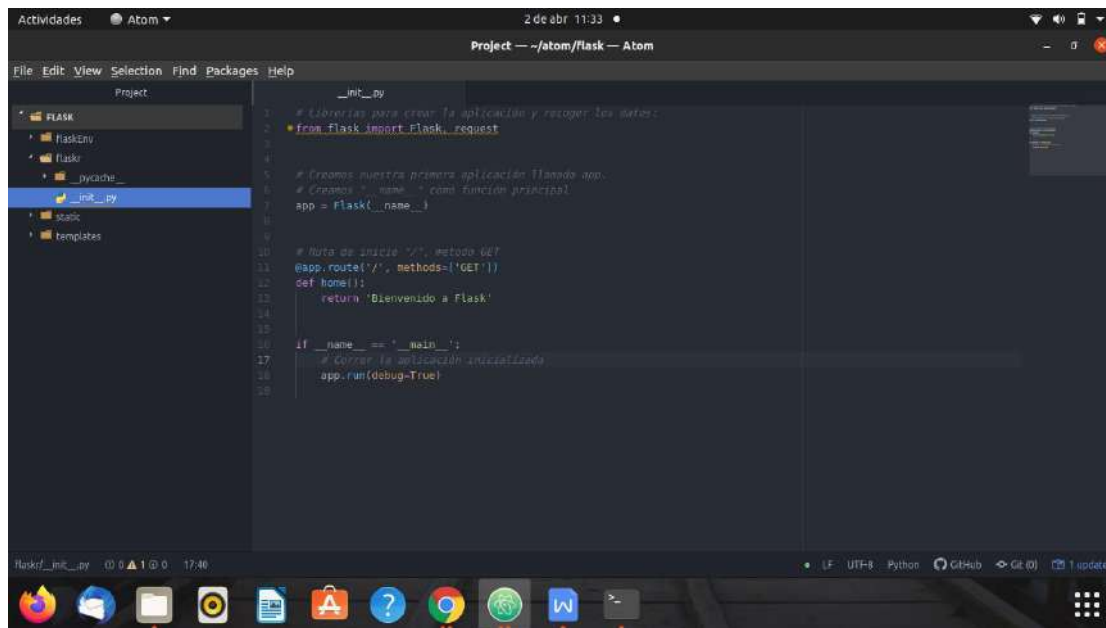 Actividades Atom 2 de abr 11:33
Project — ~/atom/flask — Atom
File Edit View Selection Find Packages Help
Project
__init__.py
FLASK
flaskEnv
flaskr
__pycache__
__init__.py
static
templates
1 # Librerías para crear la aplicación y recoger los datos:
2 from flask import Flask, request
3
4
5 # Creamos nuestra primera aplicación llamado app.
6 # Creamos "__name__" como función principal
7 app = Flask(__name__)
8
9
10 # Ruta de inicio "/", metodo GET
11 @app.route('/', methods=['GET'])
12 def home():
13 return 'Bienvenido a Flask'
14
15
16 if __name__ == '__main__':
17 # Correr la aplicación inicializada
18 app.run(debug=True)
19
flaskr/__init__.py 0 1 0 17:40 LF UTF-8 Python GitHub Git (0) 1 update